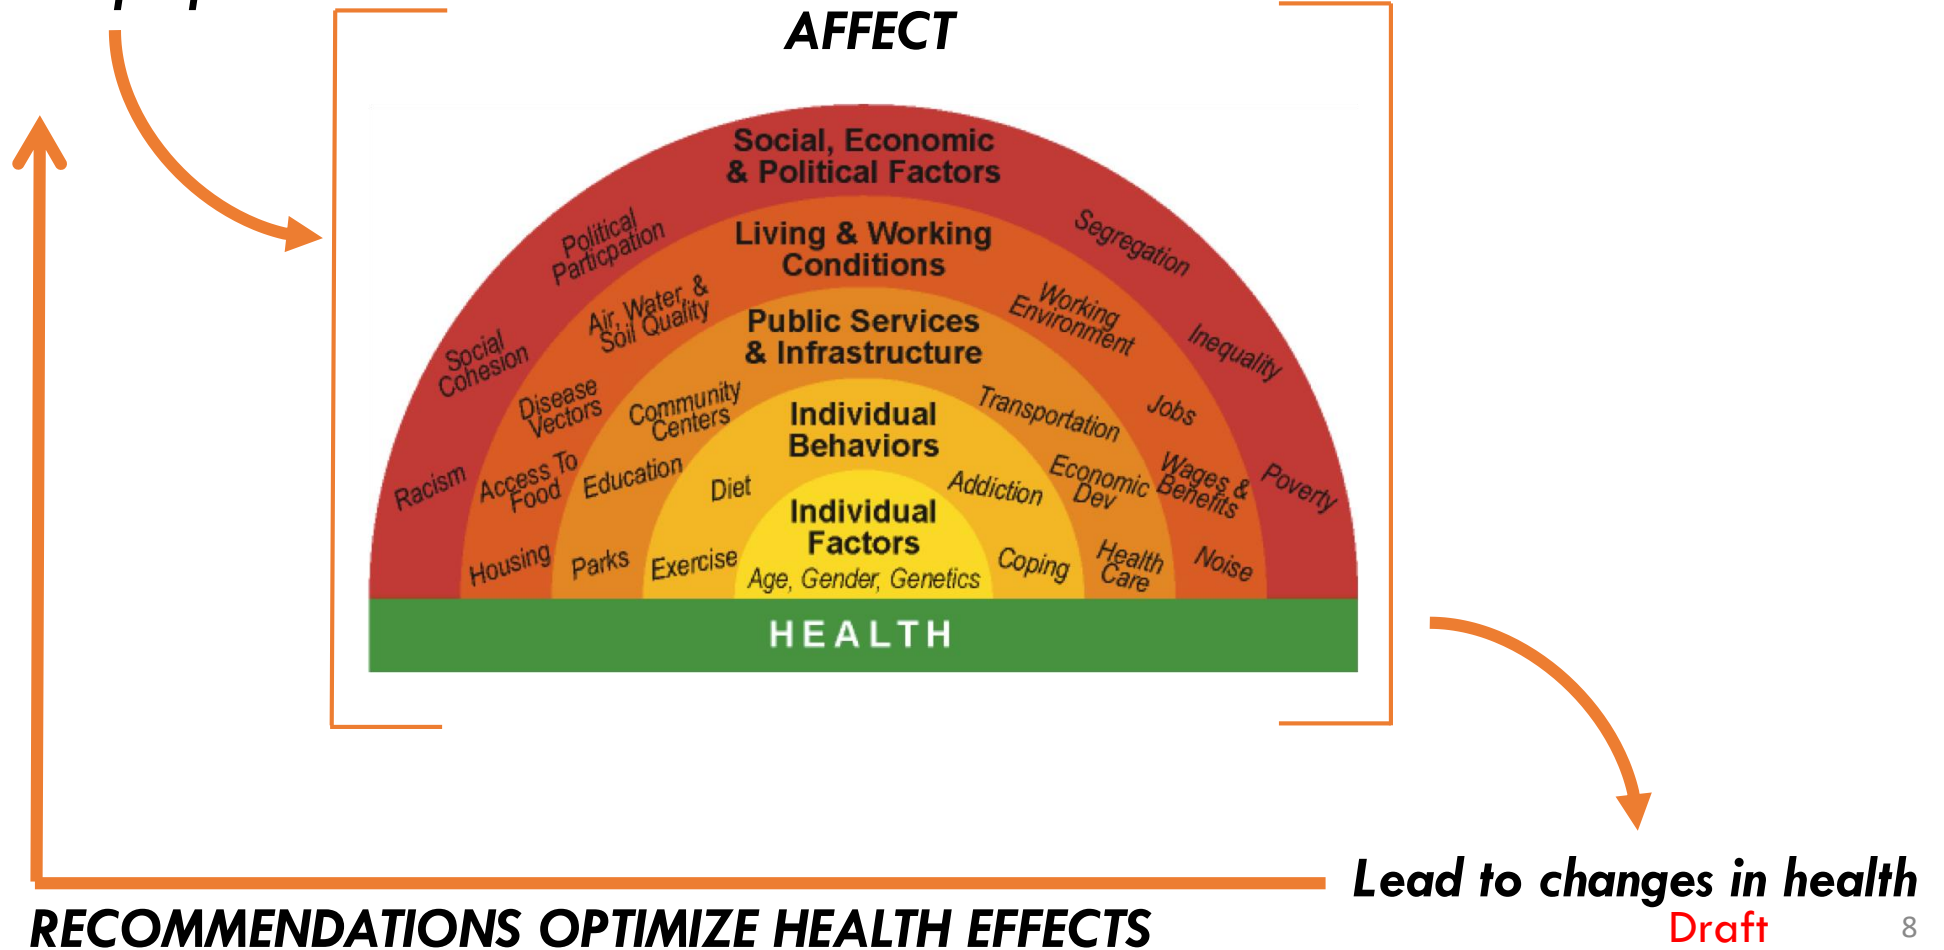 AFFECT
Social, Economic
& Political Factors
Political
Particpation
Segregation
Living & Working
Conditions
Air, Water, &
Soil Quality
Working
Environment
Social
Cohesion
Inequality
Public Services
& Infrastructure
Disease
Vectors
Community
Centers
Transportation
Jobs
Individual
Behaviors
Racism
Access To
Food
Education
Diet
Addiction
Economic
Dev
Wages &
Benefits
Poverty
Individual
Factors
Age, Gender, Genetics
Housing
Parks
Exercise
Coping
Health
Care
Noise
HEALTH
Lead to changes in health
RECOMMENDATIONS OPTIMIZE HEALTH EFFECTS
Draft
8